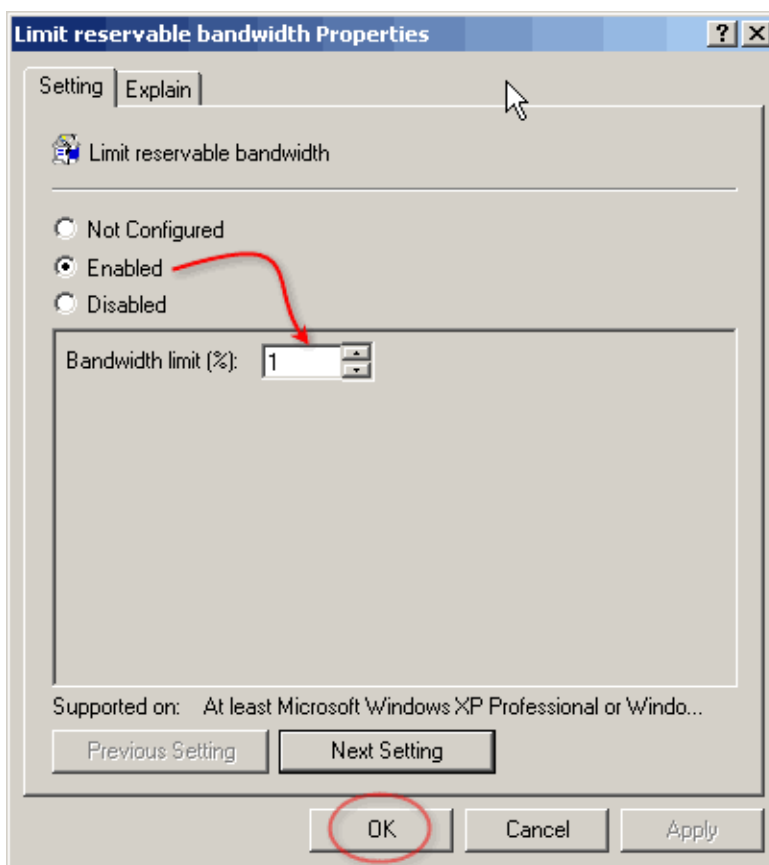 Limit reservable bandwidth Properties
Setting
Explain
Limit reservable bandwidth
Not Configured
Enabled
Disabled
Bandwidth limit (%):
1
Supported on: At least Microsoft Windows XP Professional or Windo...
Previous Setting
Next Setting
OK
Cancel
Apply